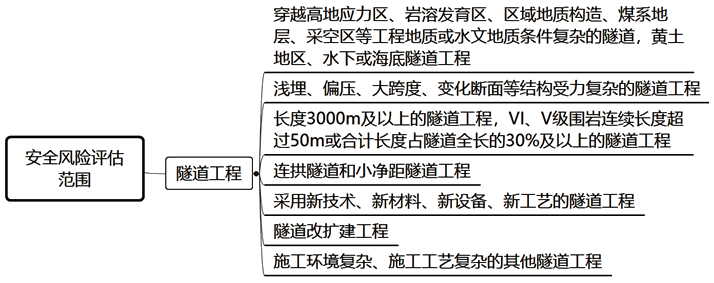 安全风险评估
范围
隧道工程
穿越高地应力区、岩溶发育区、区域地质构造、煤系地
层、采空区等工程地质或水文地质条件复杂的隧道，黄土
地区、水下或海底隧道工程
浅埋、偏压、大跨度、变化断面等结构受力复杂的隧道工程
长度3000m及以上的隧道工程，VI、V级围岩连续长度超
过50m或合计长度占隧道全长的30%及以上的隧道工程
连拱隧道和小净距隧道工程
采用新技术、新材料、新设备、新工艺的隧道工程
隧道改扩建工程
施工环境复杂、施工工艺复杂的其他隧道工程